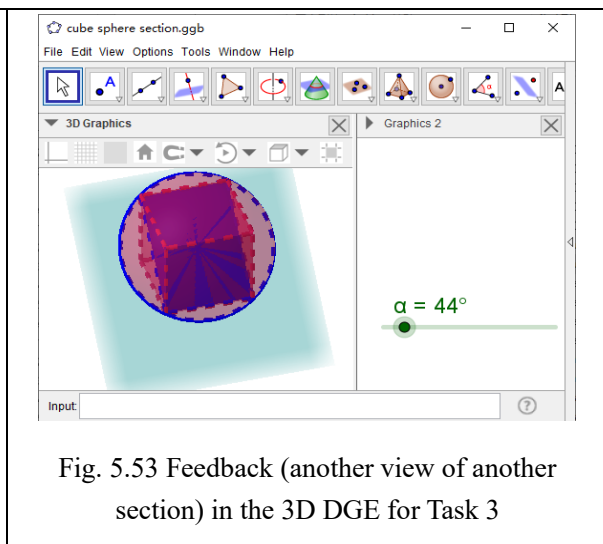 cube sphere section.ggb
File Edit View Options Tools Window Help
A
α
A
3D Graphics
Graphics 2
α = 44°
Input:
Fig. 5.53 Feedback (another view of another
section) in the 3D DGE for Task 3